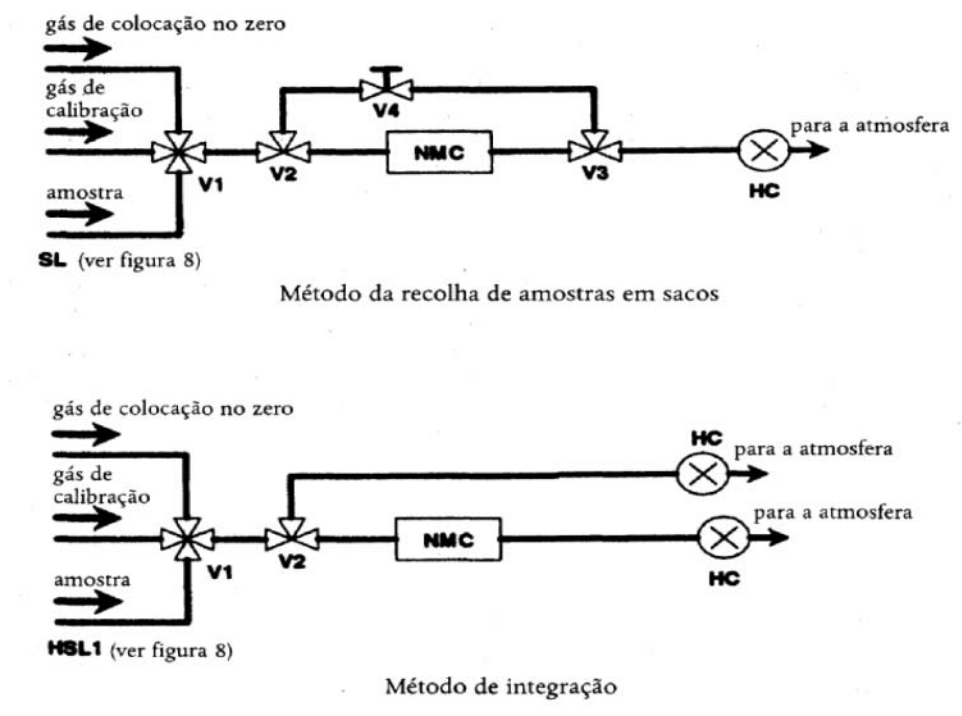 gás de colocação no zero
gás de
calibração
V4
para a atmosfera
NMC
V1
V2
V3
HC
amostra
SL (ver figura 8)
Método da recolha de amostras em sacos
gás de colocação no zero
HC
para a atmosfera
gás de
calibração
para a atmosfera
NMC
V1
V2
HC
amostra
HSL1 (ver figura 8)
Método de integração